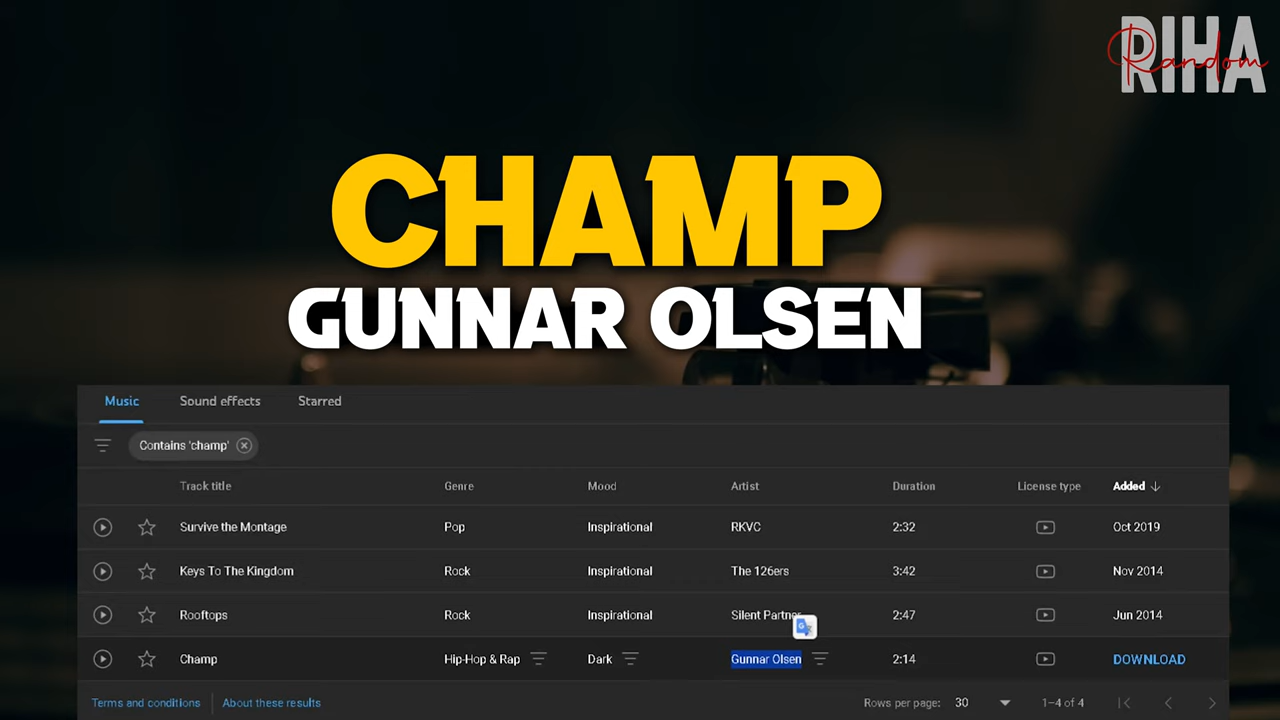 RIHA
Random
CHAMP
GUNNAR OLSEN
Music Sound effects Starred
Contains 'champ'
Track title Genre Mood Artist Duration License type Added
Survive the Montage Pop Inspirational RKVC 2:32 Oct 2019
Keys To The Kingdom Rock Inspirational The 126ers 3:42 Nov 2014
Rooftops Rock Inspirational Silent Partner 2:47 Jun 2014
Champ Hip-Hop & Rap Dark Gunnar Olsen 2:14 DOWNLOAD
Terms and conditions About these results Rows per page: 30 1–4 of 4